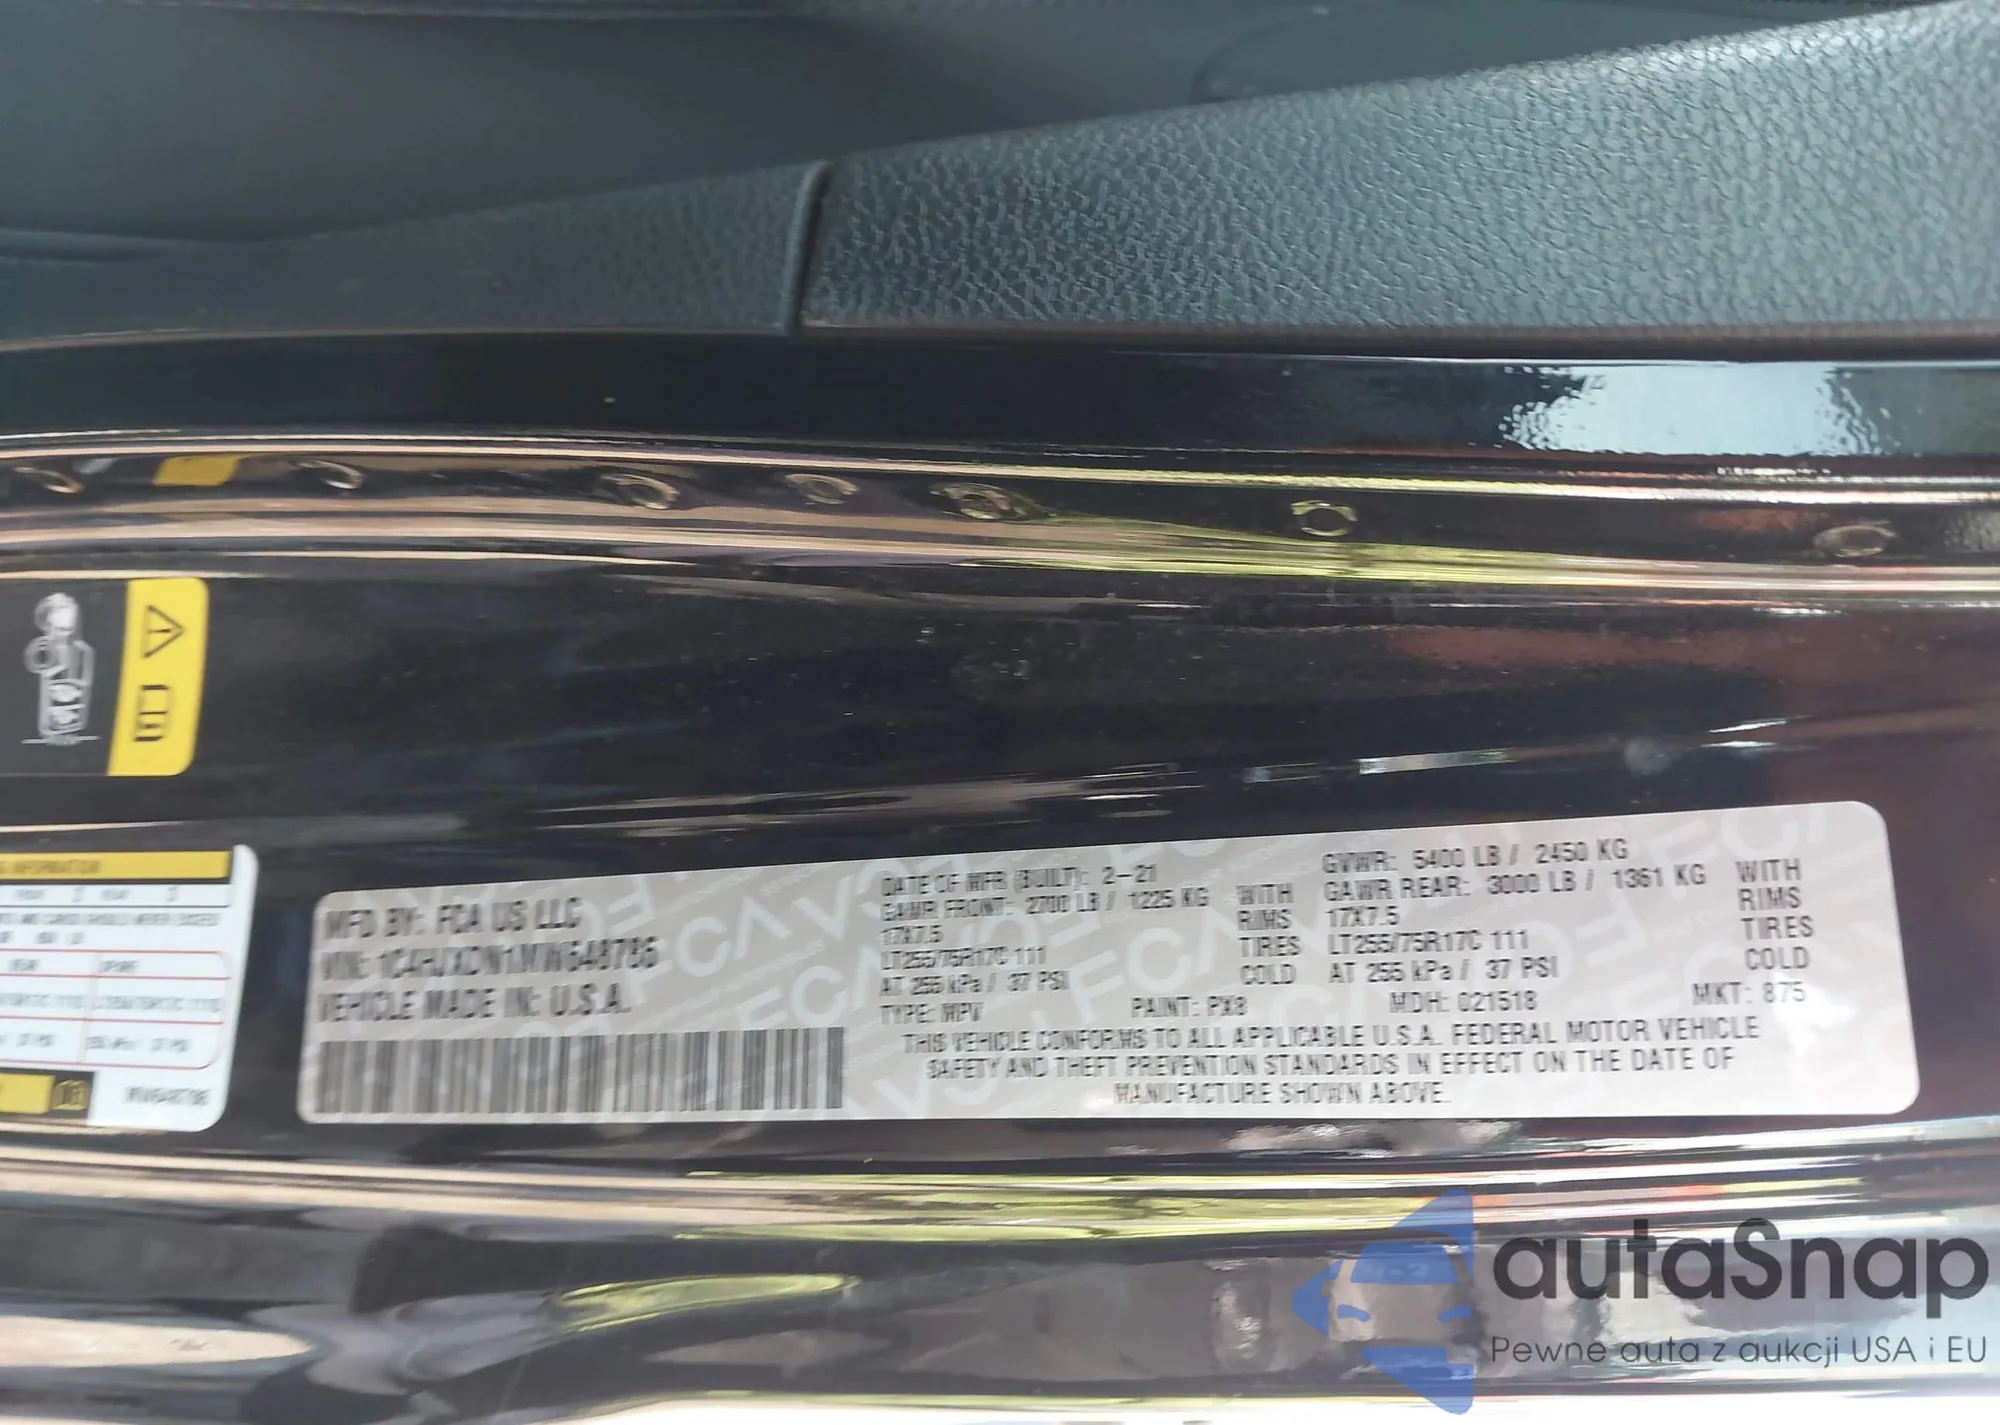 MFD BY: FCA US LLC
VIN: 1C4HJXDN1MW648786
VEHICLE MADE IN: U.S.A.
DATE OF MFR (BUILT): 2-21
GAWR FRONT: 2700 LB / 1225 KG WITH
17X7.5 RIMS
LT255/75R17C 111 TIRES
AT 255 kPa / 37 PSI COLD
GVWR: 5400 LB / 2450 KG
GAWR REAR: 3000 LB / 1361 KG WITH
17X7.5 RIMS
LT255/75R17C 111 TIRES
AT 255 kPa / 37 PSI COLD
TYPE: MPV PAINT: PX8 MDH: 021518 MKT: 875
THIS VEHICLE CONFORMS TO ALL APPLICABLE U.S.A. FEDERAL MOTOR VEHICLE
SAFETY AND THEFT PREVENTION STANDARDS IN EFFECT ON THE DATE OF
MANUFACTURE SHOWN ABOVE.
autaSnap
Pewne auta z aukcji USA i EU